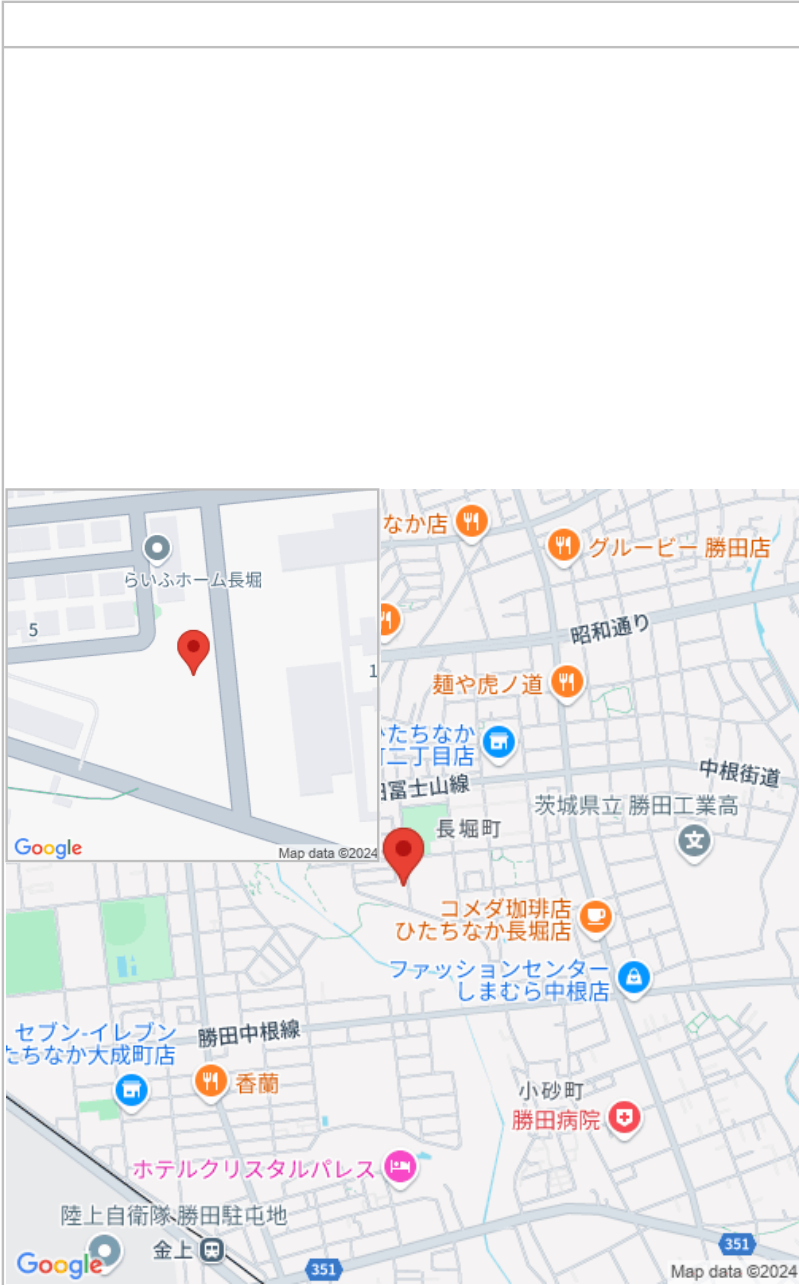 らいふホーム長堀
5
1
Google
Map data ©2024
なか店
グルービー 勝田店
昭和通り
麺や虎ノ道
たちなか
二丁目店
中根街道
富士山線
茨城県立 勝田工業高
長堀町
コメダ珈琲店
ひたちなか長堀店
ファッションセンター
しまむら中根店
セブン-イレブン
たちなか大成町店
勝田中根線
香蘭
小砂町
勝田病院
ホテルクリスタルパレス
陸上自衛隊 勝田駐屯地
金上
351
351
Google
Map data ©2024